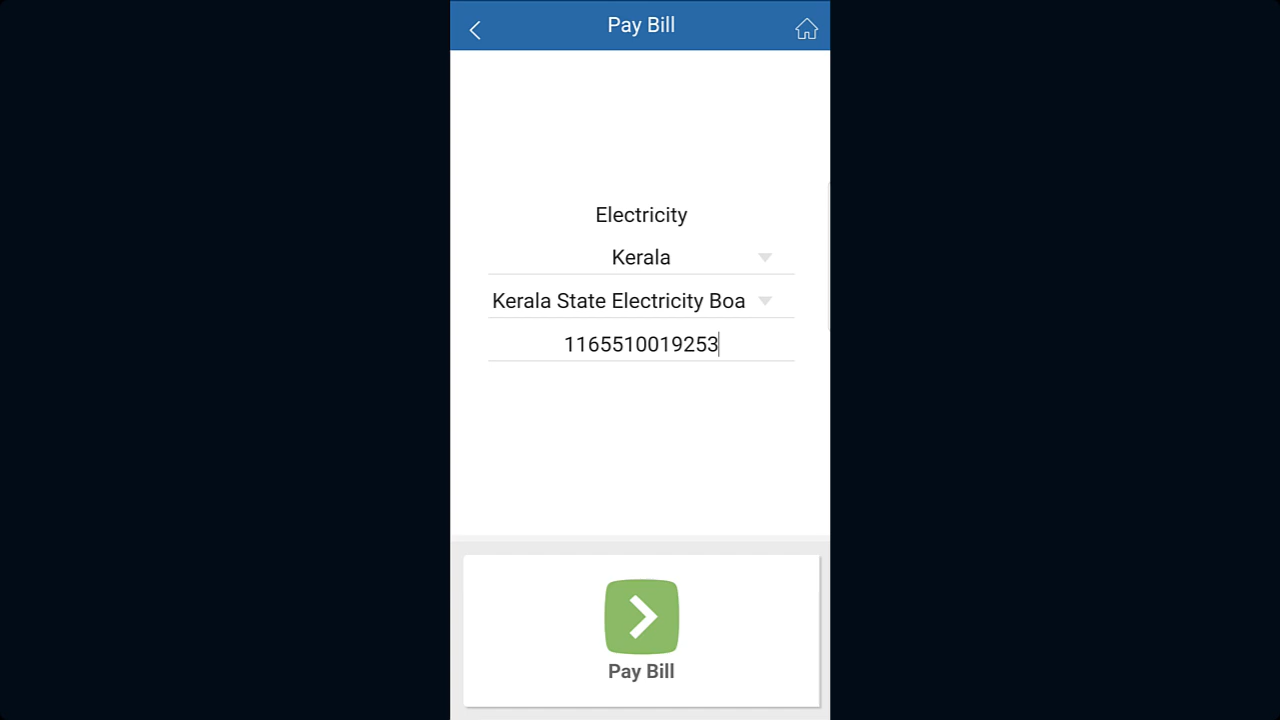 Pay Bill
Electricity
Kerala
Kerala State Electricity Boa
1165510019253
Pay Bill